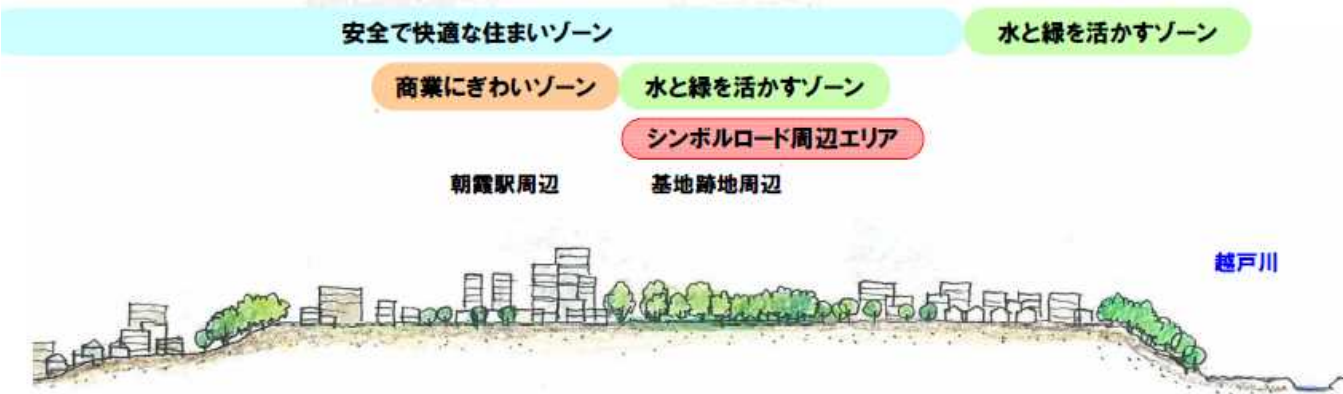 安全で快適な住まいゾーン
水と緑を活かすゾーン
商業にぎわいゾーン
水と緑を活かすゾーン
シンボルロード周辺エリア
朝霞駅周辺
基地跡地周辺
越戸川